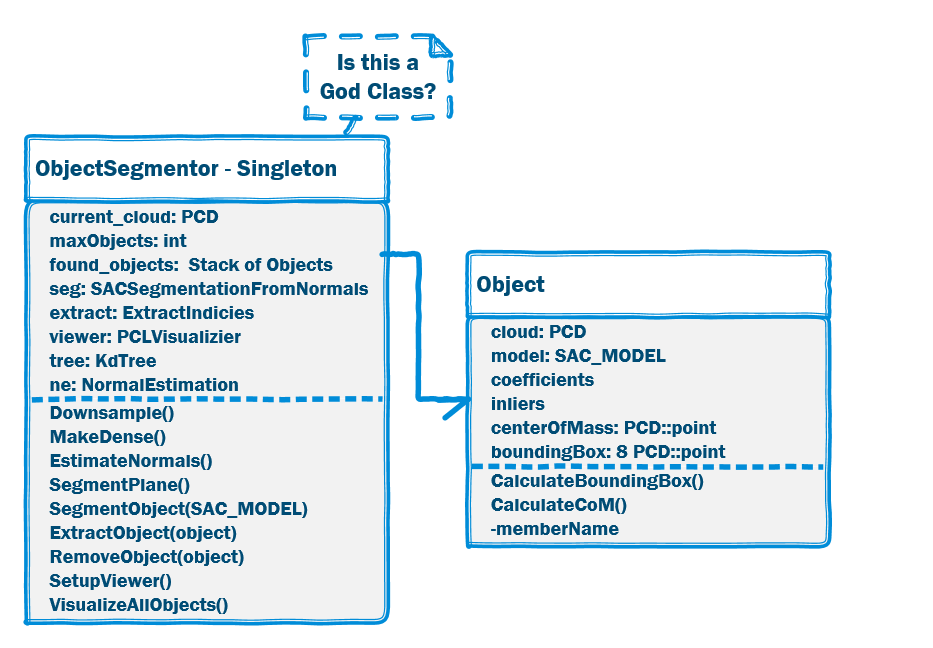 Is this a
God Class?
ObjectSegmentor - Singleton
current_cloud: PCD
maxObjects: int
found_objects: Stack of Objects
seg: SACSegmentationFromNormals
extract: ExtractIndicies
viewer: PCLVisualizier
tree: KdTree
ne: NormalEstimation
Downsample()
MakeDense()
EstimateNormals()
SegmentPlane()
SegmentObject(SAC_MODEL)
ExtractObject(object)
RemoveObject(object)
SetupViewer()
VisualizeAllObjects()
Object
cloud: PCD
model: SAC_MODEL
coefficients
inliers
centerOfMass: PCD::point
boundingBox: 8 PCD::point
CalculateBoundingBox()
CalculateCoM()
-memberName